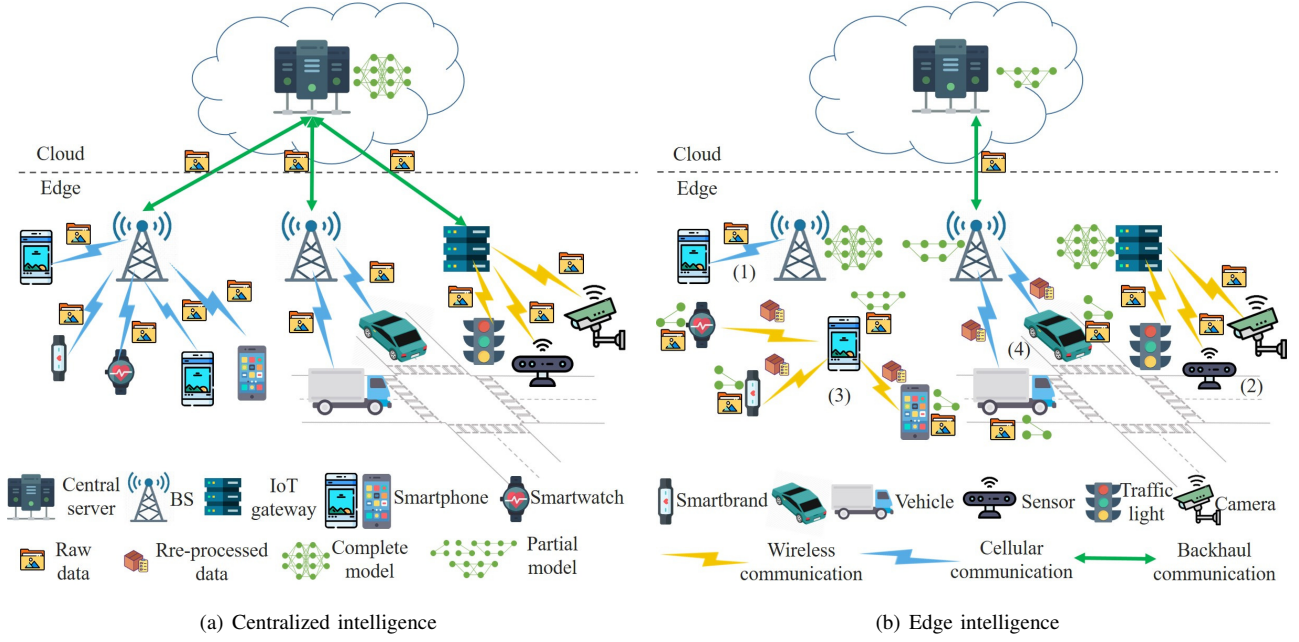 Cloud
Edge
Cloud
Edge
(1)
(2)
(3)
(4)
Central
server
BS
IoT
gateway
Smartphone
Smartwatch
Smartbrand
Vehicle
Sensor
Traffic
light
Camera
Raw
data
Rre-processed
data
Complete
model
Partial
model
Wireless
communication
Cellular
communication
Backhaul
communication
(a) Centralized intelligence
(b) Edge intelligence